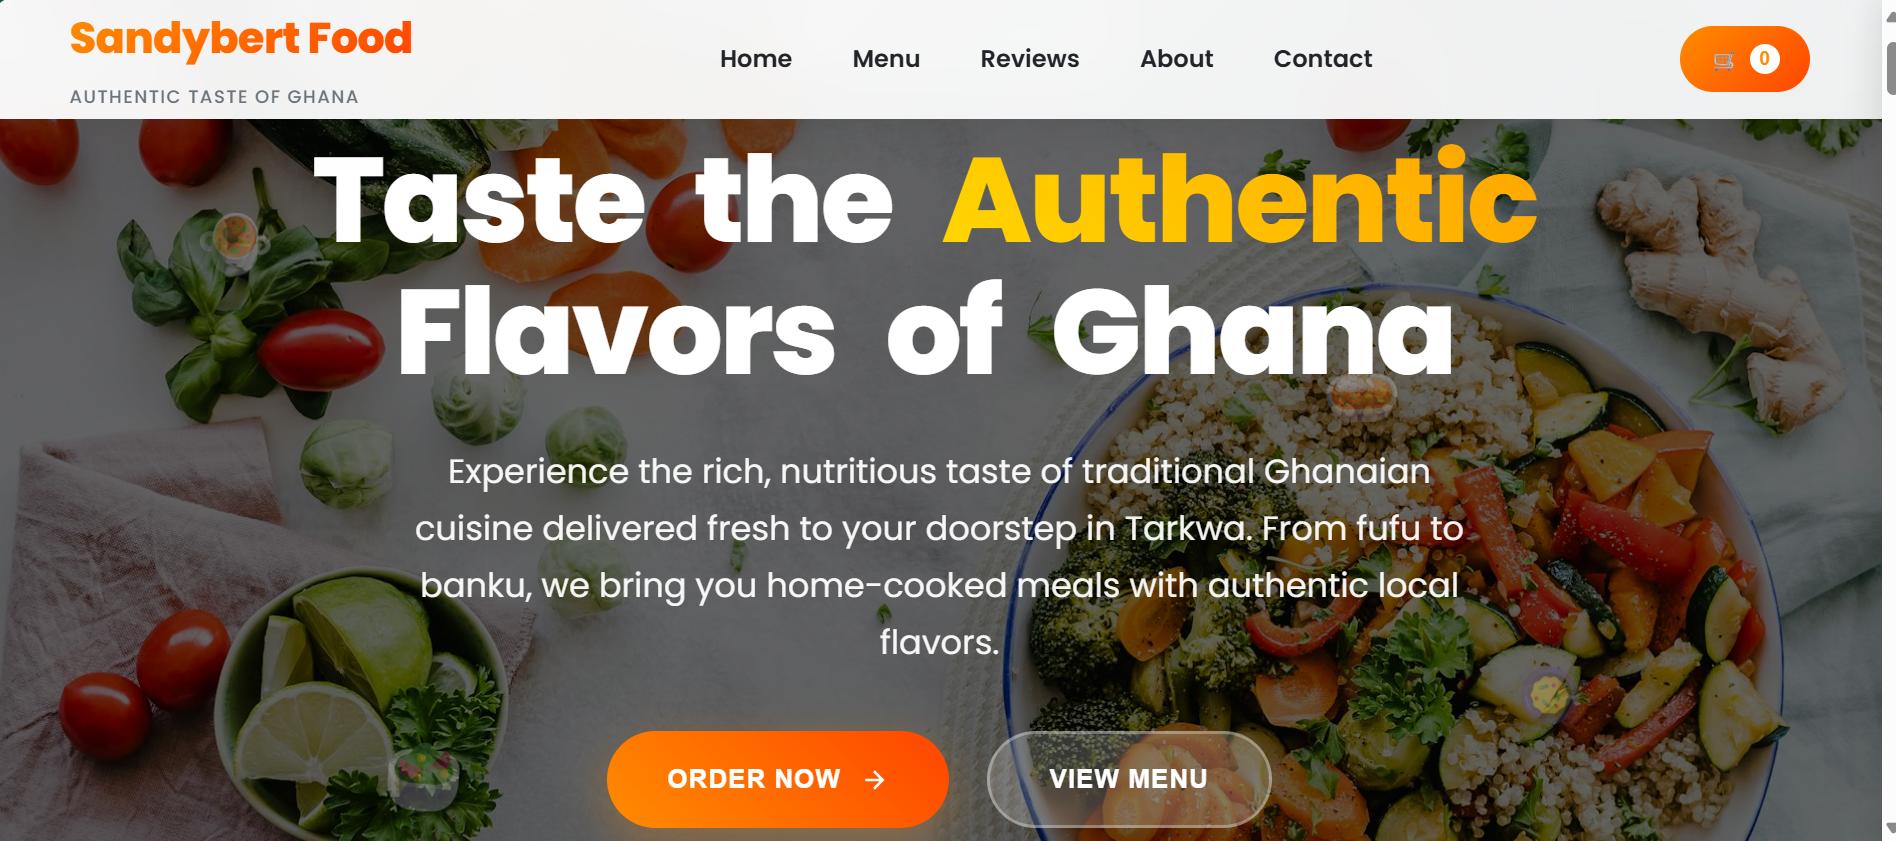 Sandybert Food
AUTHENTIC TASTE OF GHANA
Home Menu Reviews About Contact
0
Taste the Authentic
Flavors of Ghana
Experience the rich, nutritious taste of traditional Ghanaian
cuisine delivered fresh to your doorstep in Tarkwa. From fufu to
banku, we bring you home-cooked meals with authentic local
flavors.
ORDER NOW →
VIEW MENU